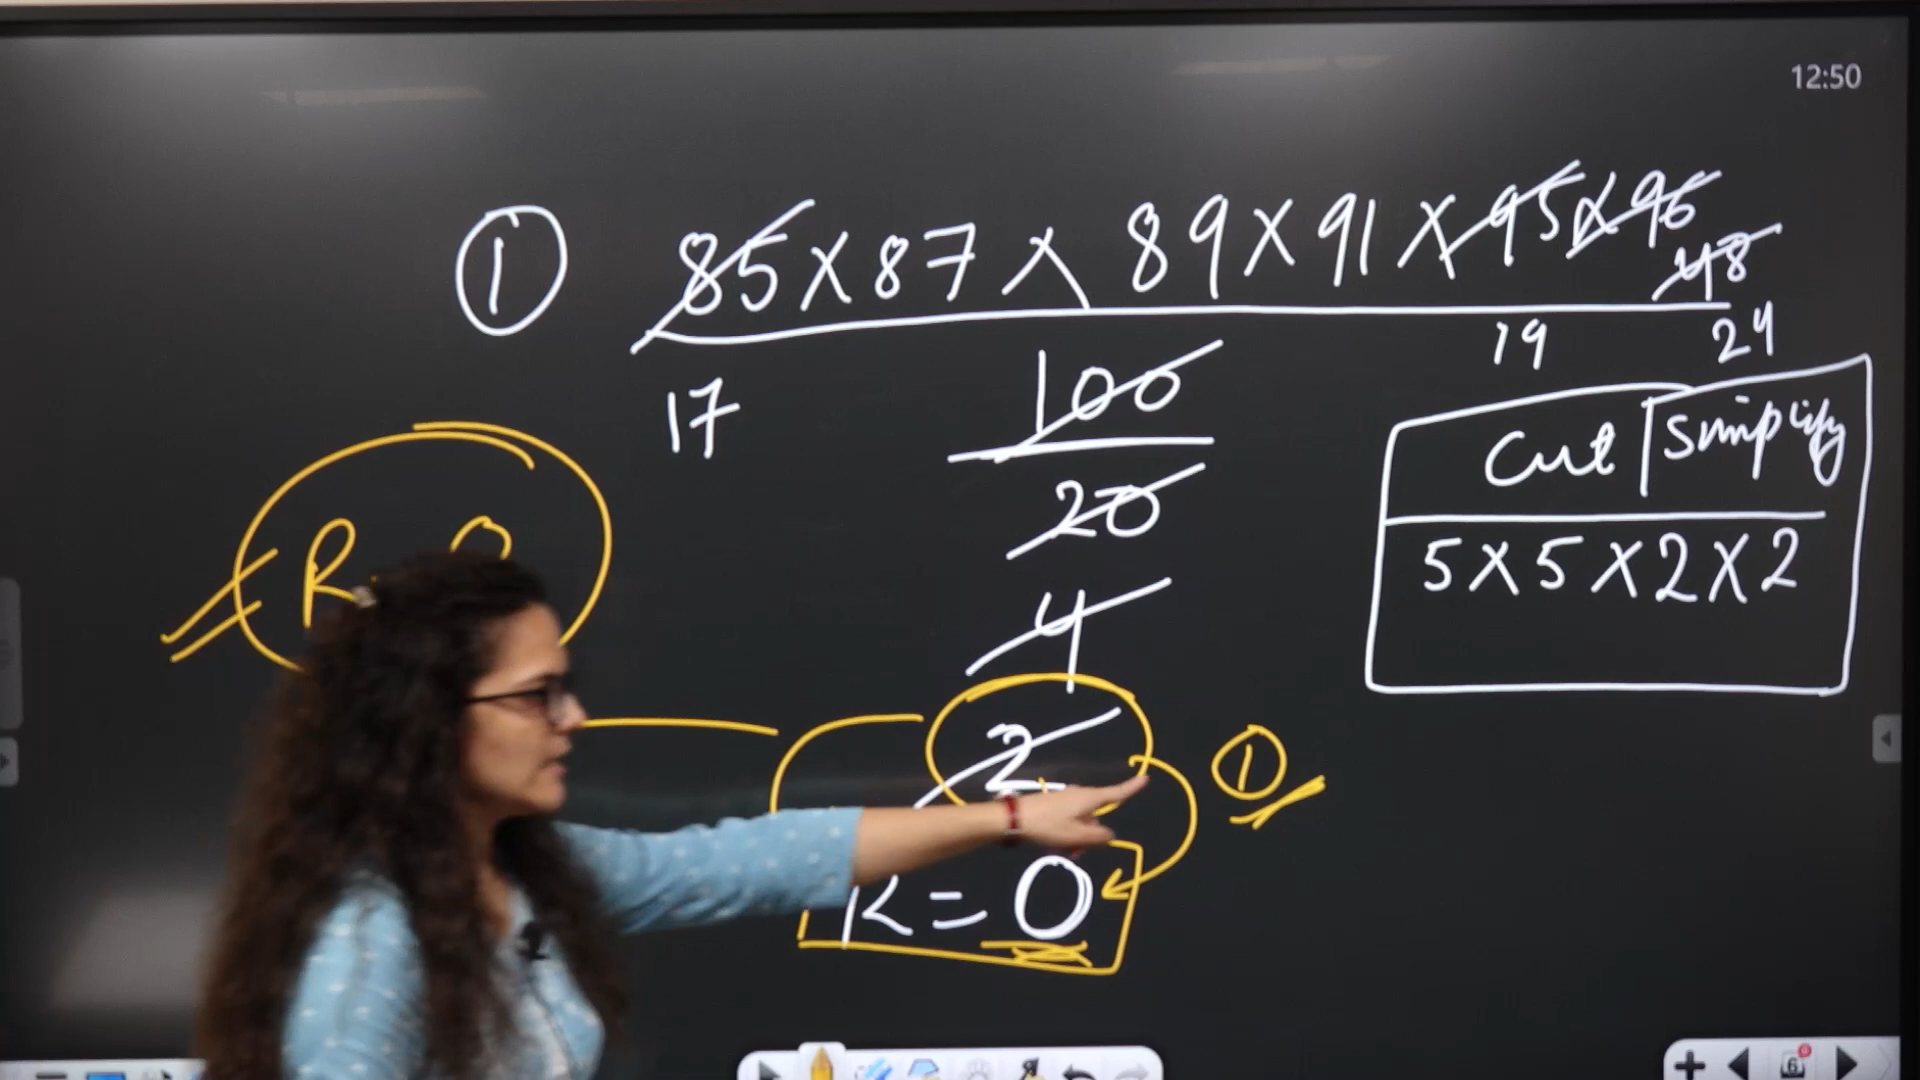 12:50
① 85 × 87 × 89 × 91 × 95 × 96
48
19 24
17 100
Cut | Simplify
20
5 × 5 × 2 × 2
R
4
2 ①
R = 0
6